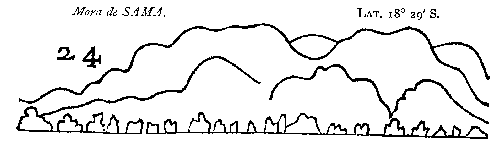 Mora de SAMA. LAT. 18° 29' S.
24